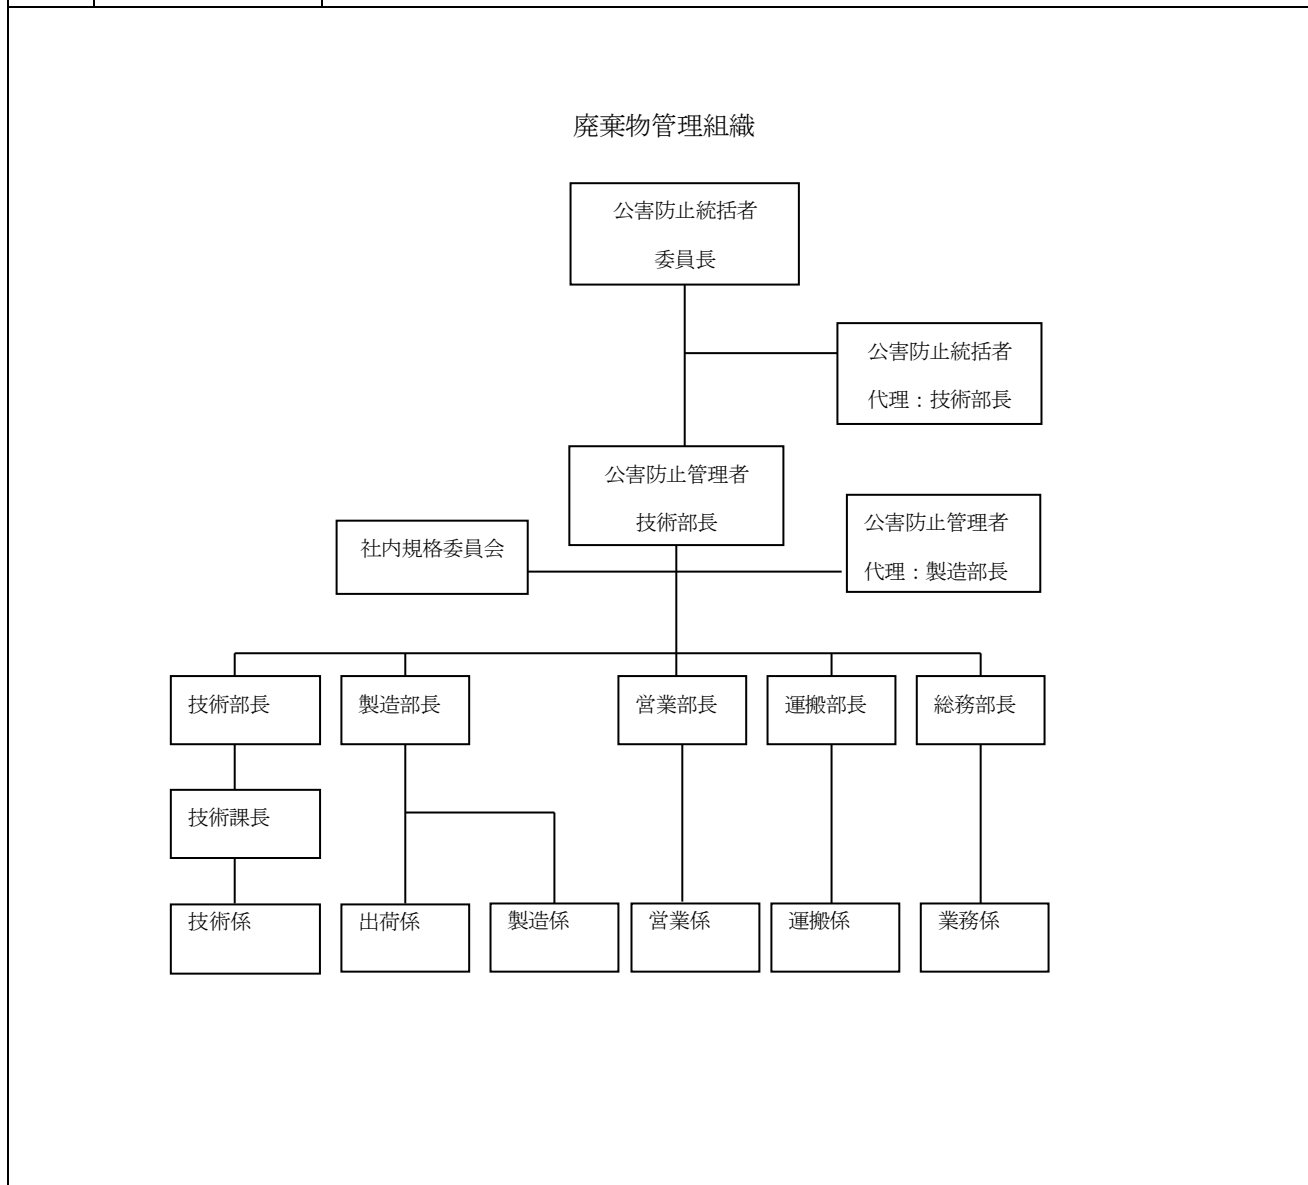 廃棄物管理組織
公害防止統括者
委員長
公害防止統括者
代理：技術部長
公害防止管理者
技術部長
社内規格委員会
公害防止管理者
代理：製造部長
技術部長
製造部長
営業部長
運搬部長
総務部長
技術課長
技術係
出荷係
製造係
営業係
運搬係
業務係